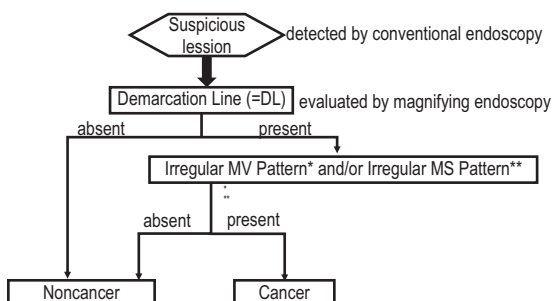 Suspicious
lession
detected by conventional endoscopy
Demarcation Line (=DL)
evaluated by magnifying endoscopy
absent
present
Irregular MV Pattern* and/or Irregular MS Pattern**
*
**
absent
present
Noncancer
Cancer